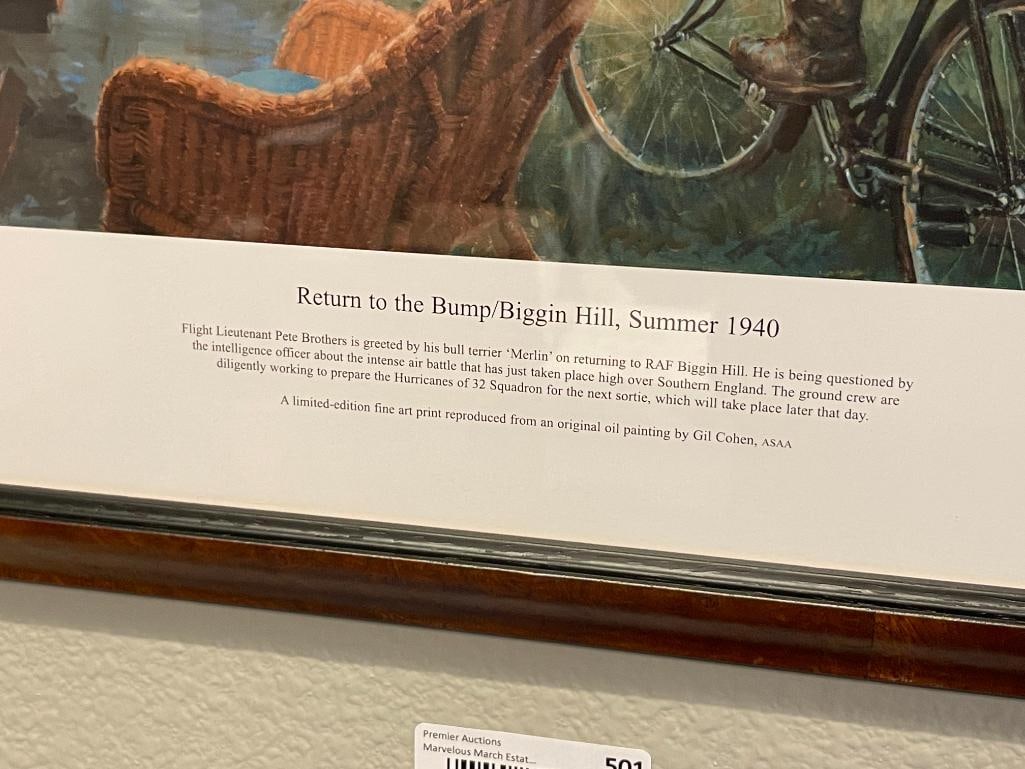 Return to the Bump/Biggin Hill, Summer 1940
Flight Lieutenant Pete Brothers is greeted by his bull terrier ‘Merlin’ on returning to RAF Biggin Hill. He is being questioned by
the intelligence officer about the intense air battle that has just taken place high over Southern England. The ground crew are
diligently working to prepare the Hurricanes of 32 Squadron for the next sortie, which will take place later that day.
A limited-edition fine art print reproduced from an original oil painting by Gil Cohen, ASAA
Premier Auctions
Marvelous March Estat...
501